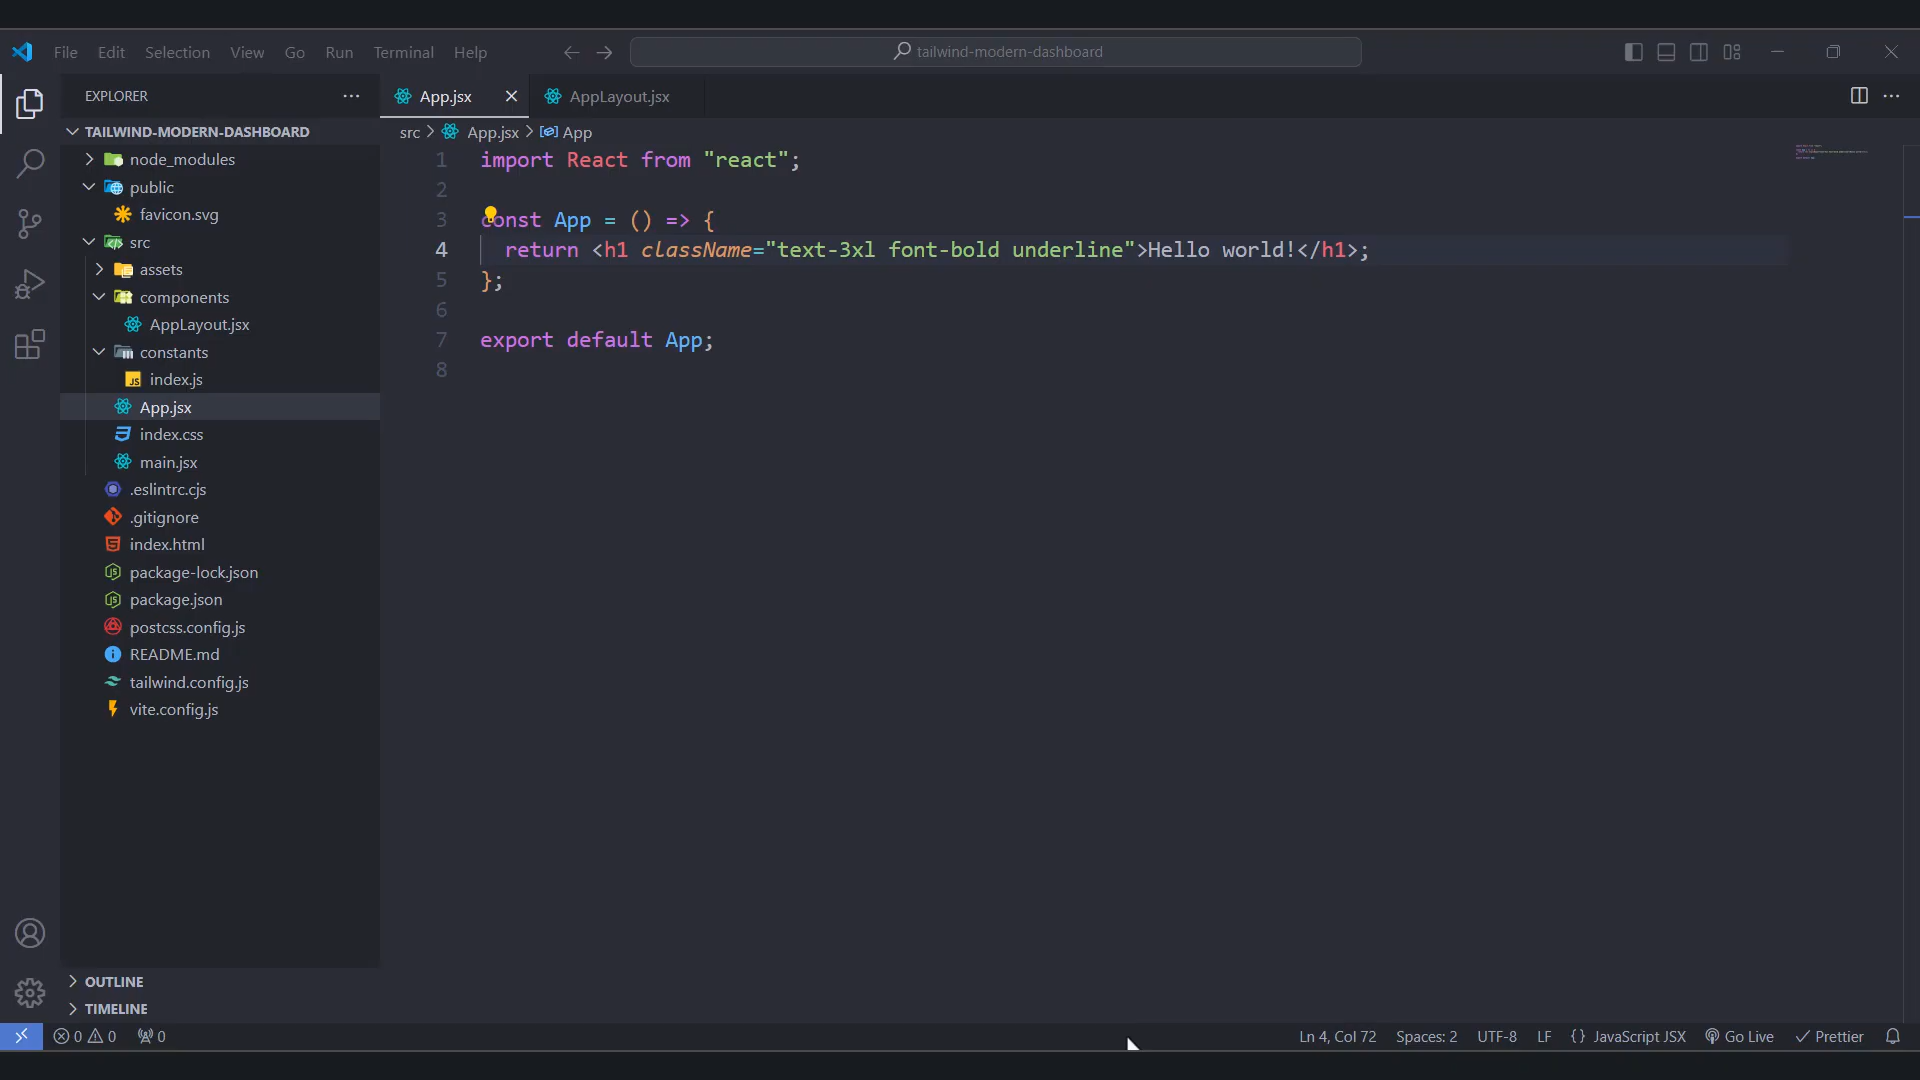 File Edit Selection View Go Run Terminal Help
tailwind-modern-dashboard
EXPLORER
TAILWIND-MODERN-DASHBOARD
node_modules
public
favicon.svg
src
assets
components
AppLayout.jsx
constants
index.js
App.jsx
index.css
main.jsx
.eslintrc.cjs
.gitignore
index.html
package-lock.json
package.json
postcss.config.js
README.md
tailwind.config.js
vite.config.js
OUTLINE
TIMELINE
App.jsx AppLayout.jsx
src > App.jsx > App
1 import React from "react";
2
3 const App = () => {
4 return <h1 className="text-3xl font-bold underline">Hello world!</h1>;
5 };
6
7 export default App;
8
0 0 0 Ln 4, Col 72 Spaces: 2 UTF-8 LF {} JavaScript JSX Go Live Prettier